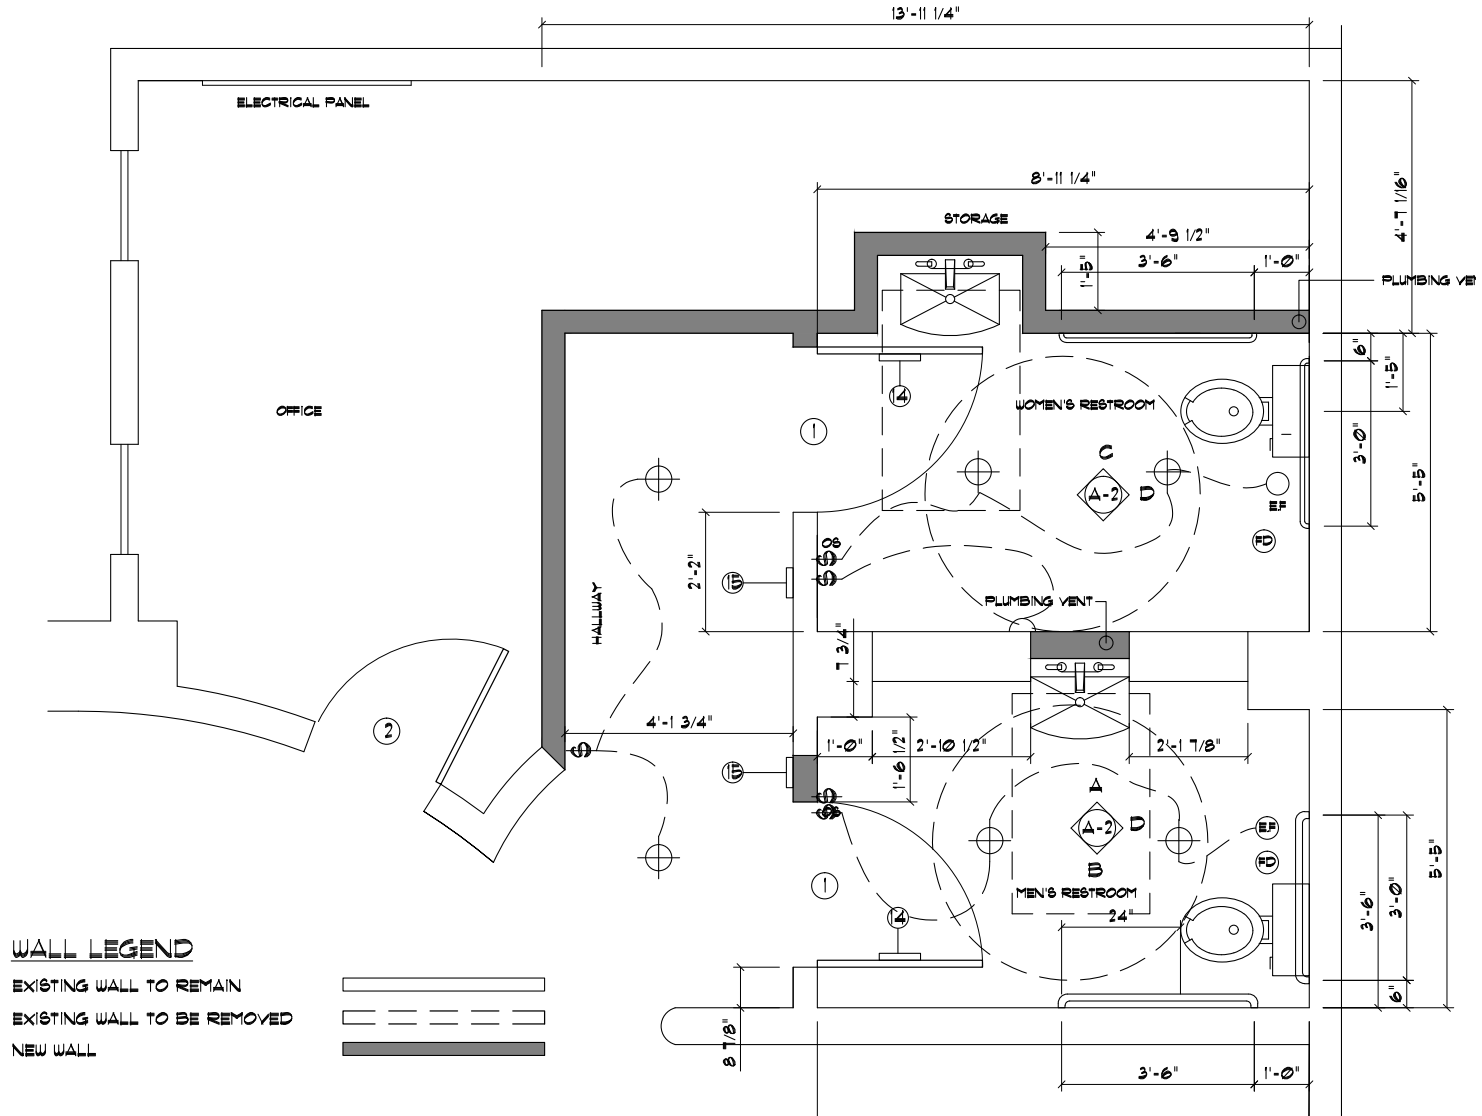 13'-11 1/4"
ELECTRICAL PANEL
8'-11 1/4"
4'-7 1/16"
STORAGE
4'-9 1/2"
1'-5"
3'-6"
1'-0"
PLUMBING VE
6"
1'-5"
14
OFFICE
WOMEN'S RESTROOM
1
3'-0"
C
5'-5"
A-2
D
E.F
OS
S
FD
2'-2"
S
15
HALLWAY
PLUMBING VENT
7 3/4"
2
4'-1 3/4"
S
1'-0"
2'-10 1/2"
2'-1 7/8"
1'-6 1/2"
15
A
S
OS
S
A-2
D
E.F
FD
B
5'-5"
1
MEN'S RESTROOM
3'-6"
3'-0"
14
24"
6"
WALL LEGEND
EXISTING WALL TO REMAIN
EXISTING WALL TO BE REMOVED
NEW WALL
8 7/8"
3'-6"
1'-0"